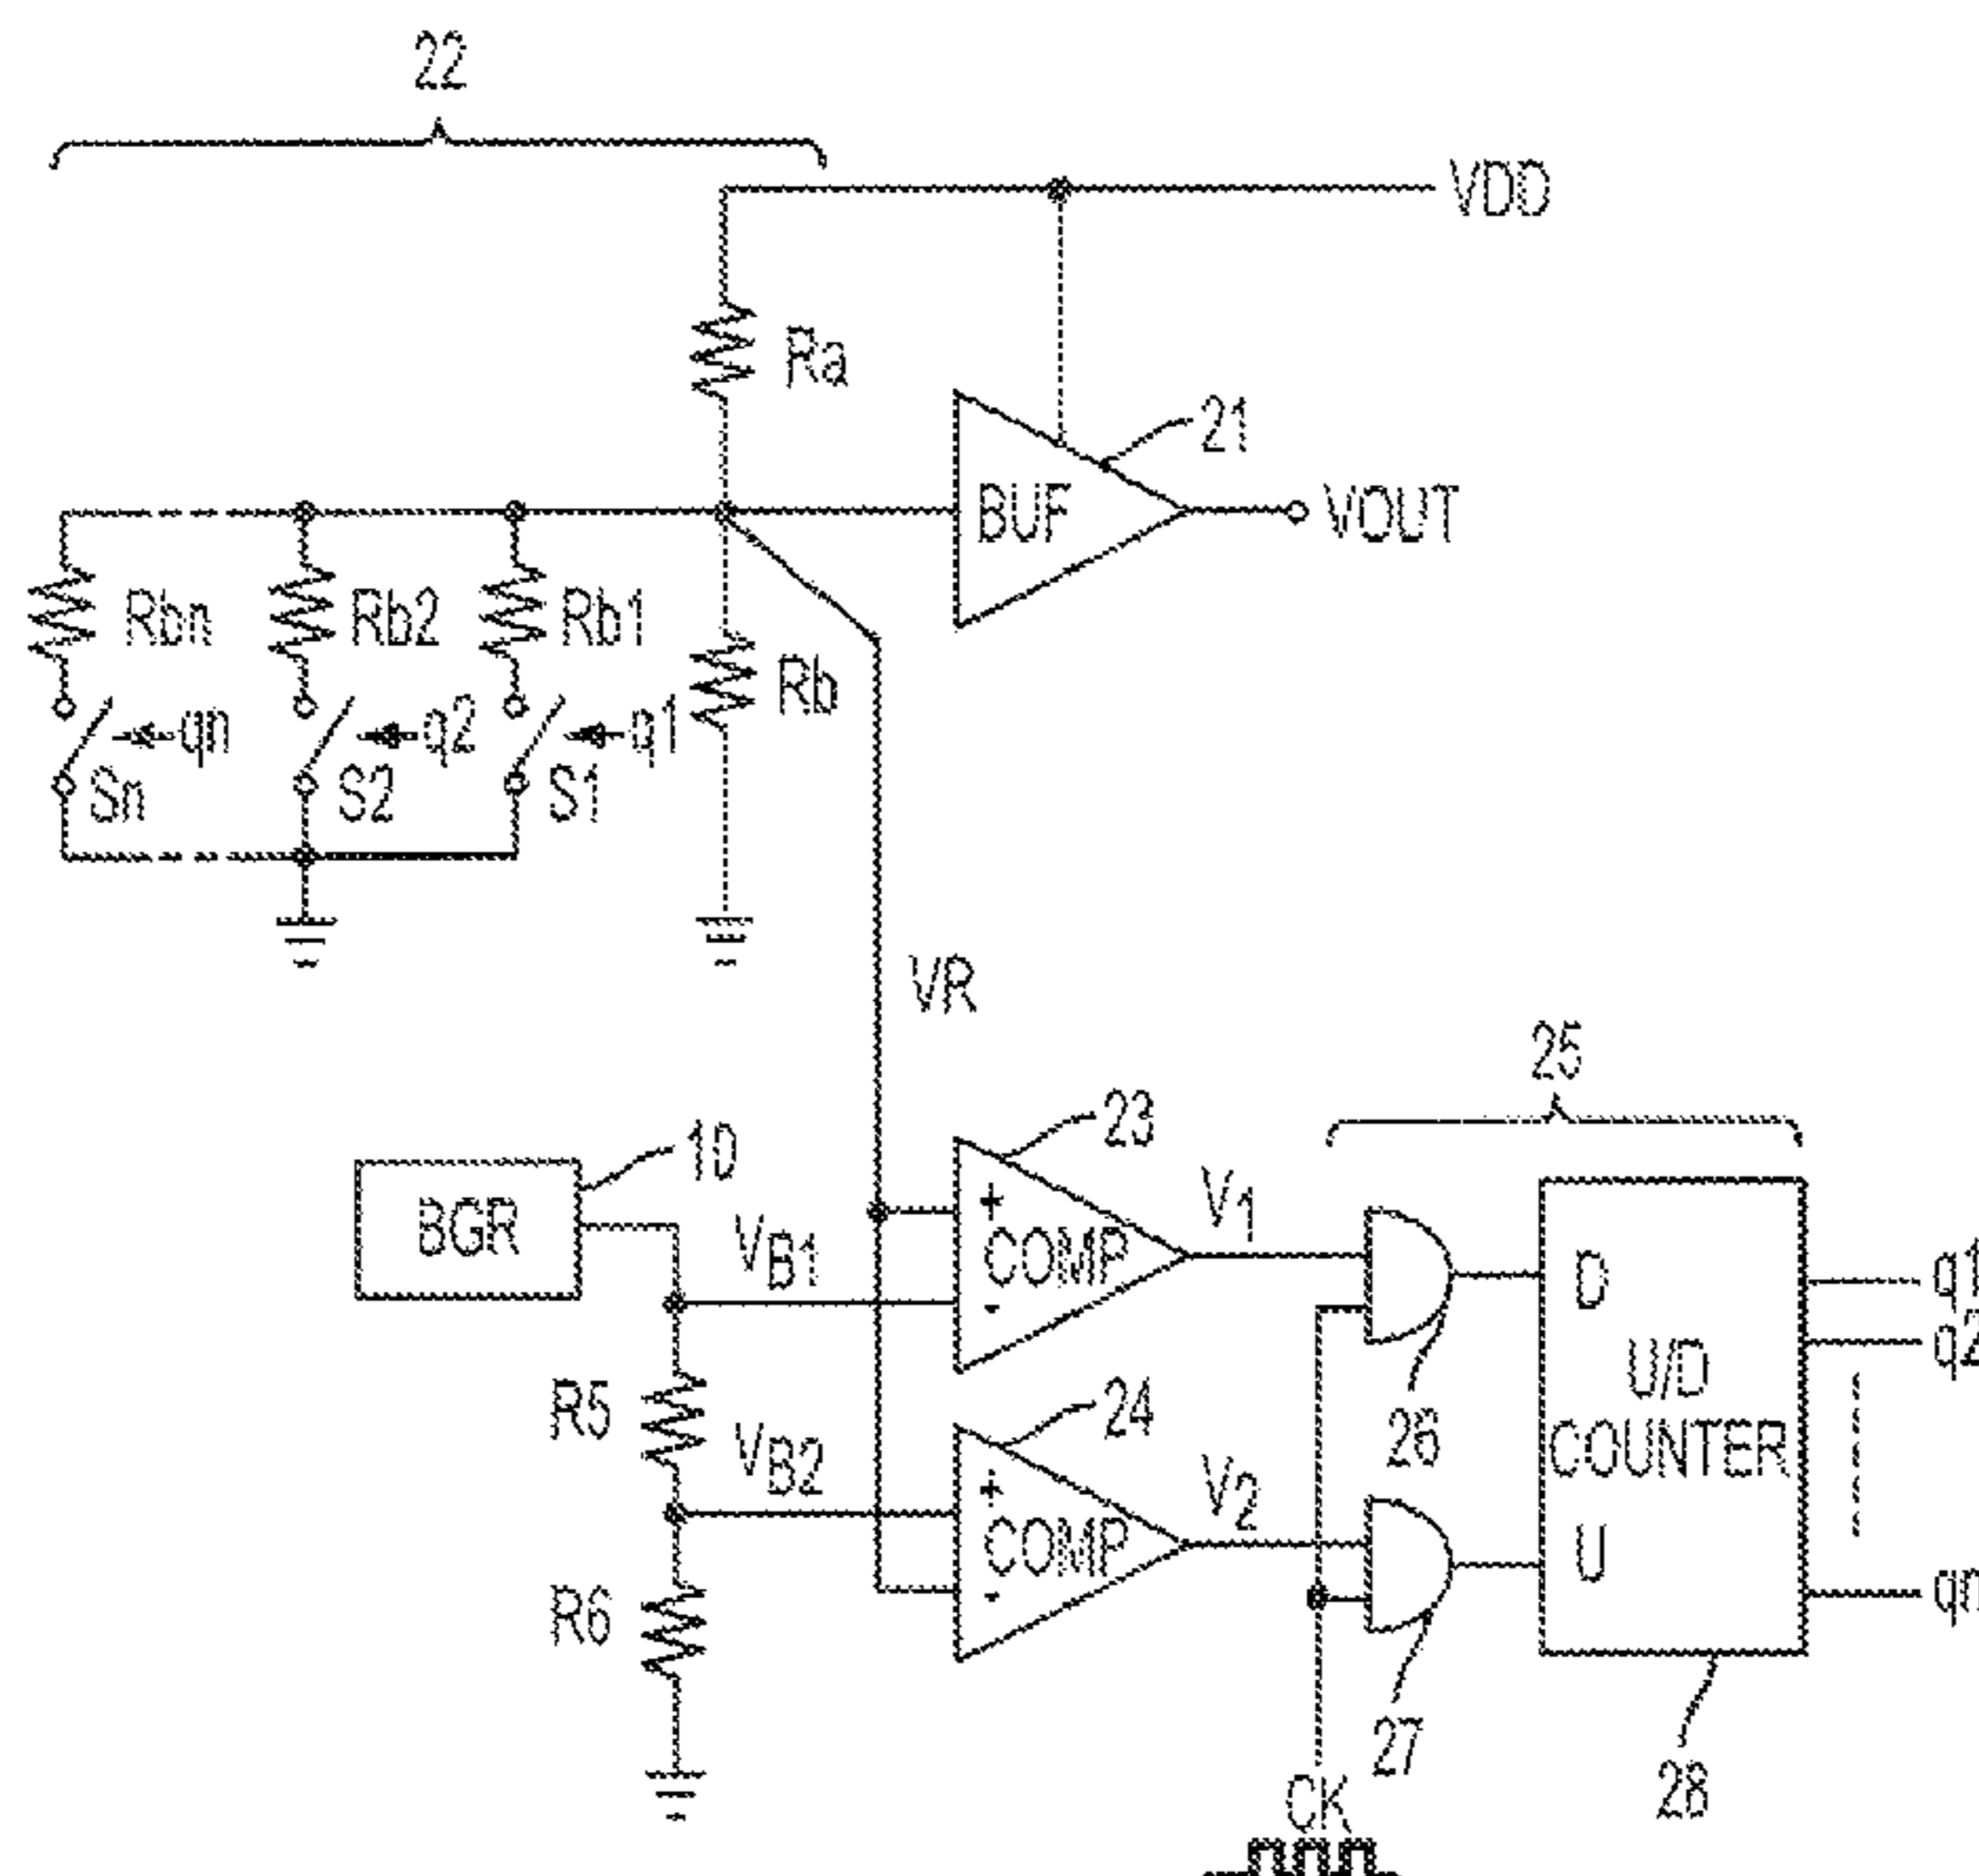 22
VDD
Ra
21
BUF
VOUT
Rbn
Rb2
Rb1
Rb
qn
q2
q1
Sn
S2
S1
VR
25
23
10
BGR
VB1
+
COMP
-
V1
D
q1
R5
24
26
U/D
COUNTER
q2
VB2
+
COMP
-
V2
U
qn
R6
27
28
CK